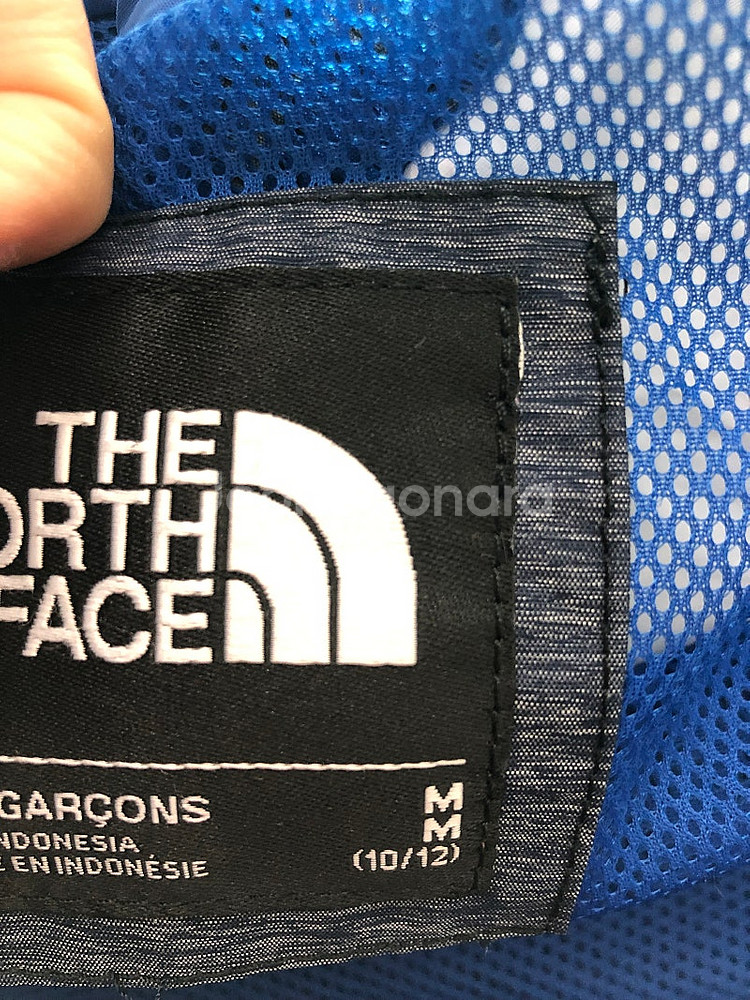 THE
ORTH
FACE
GARÇONS
M
M
NDONESIA
E EN INDONÉSIE
(10/12)